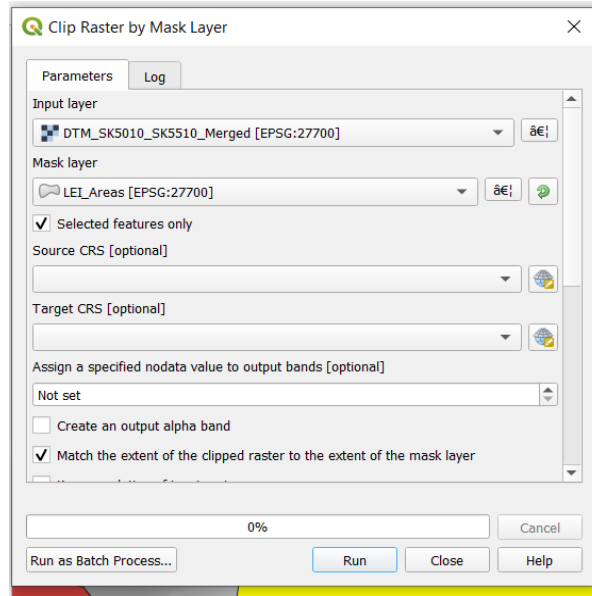 Clip Raster by Mask Layer
Parameters Log
Input layer
DTM_SK5010_SK5510_Merged [EPSG:27700] â€¦
Mask layer
LEI_Areas [EPSG:27700] â€¦
Selected features only
Source CRS [optional]
Target CRS [optional]
Assign a specified nodata value to output bands [optional]
Not set
Create an output alpha band
Match the extent of the clipped raster to the extent of the mask layer
0% Cancel
Run as Batch Process... Run Close Help